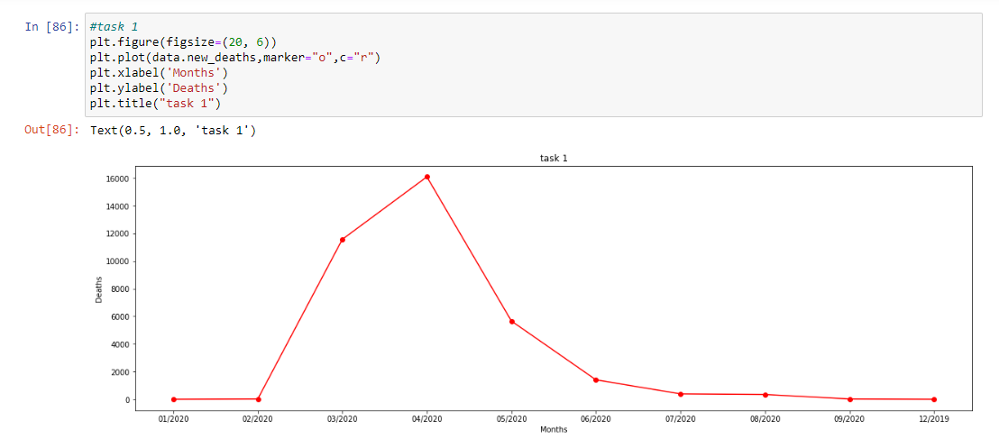 In [86]: #task 1
plt.figure(figsize=(20, 6))
plt.plot(data.new_deaths,marker="o",c="r")
plt.xlabel('Months')
plt.ylabel('Deaths')
plt.title("task 1")
Out[86]: Text(0.5, 1.0, 'task 1')
task 1
16000
14000
12000
10000
8000
6000
4000
2000
0
Deaths
01/2020 02/2020 03/2020 04/2020 05/2020 06/2020 07/2020 08/2020 09/2020 12/2019
Months